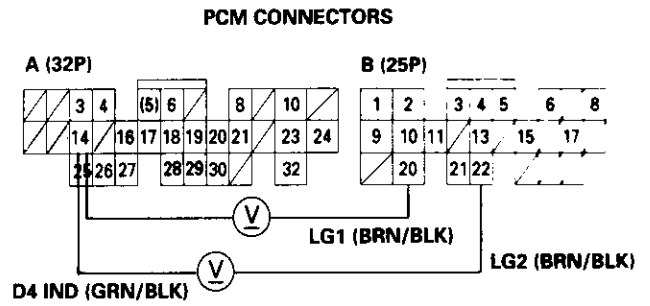 PCM CONNECTORS
A (32P) B (25P)
3 4 (5) 6 8 10 1 2 3 4 5 6 8
14 16 17 18 19 20 21 23 24 9 10 11 13 15 17
25 26 27 28 29 30 32 20 21 22
V
LG1 (BRN/BLK)
V
LG2 (BRN/BLK)
D4 IND (GRN/BLK)